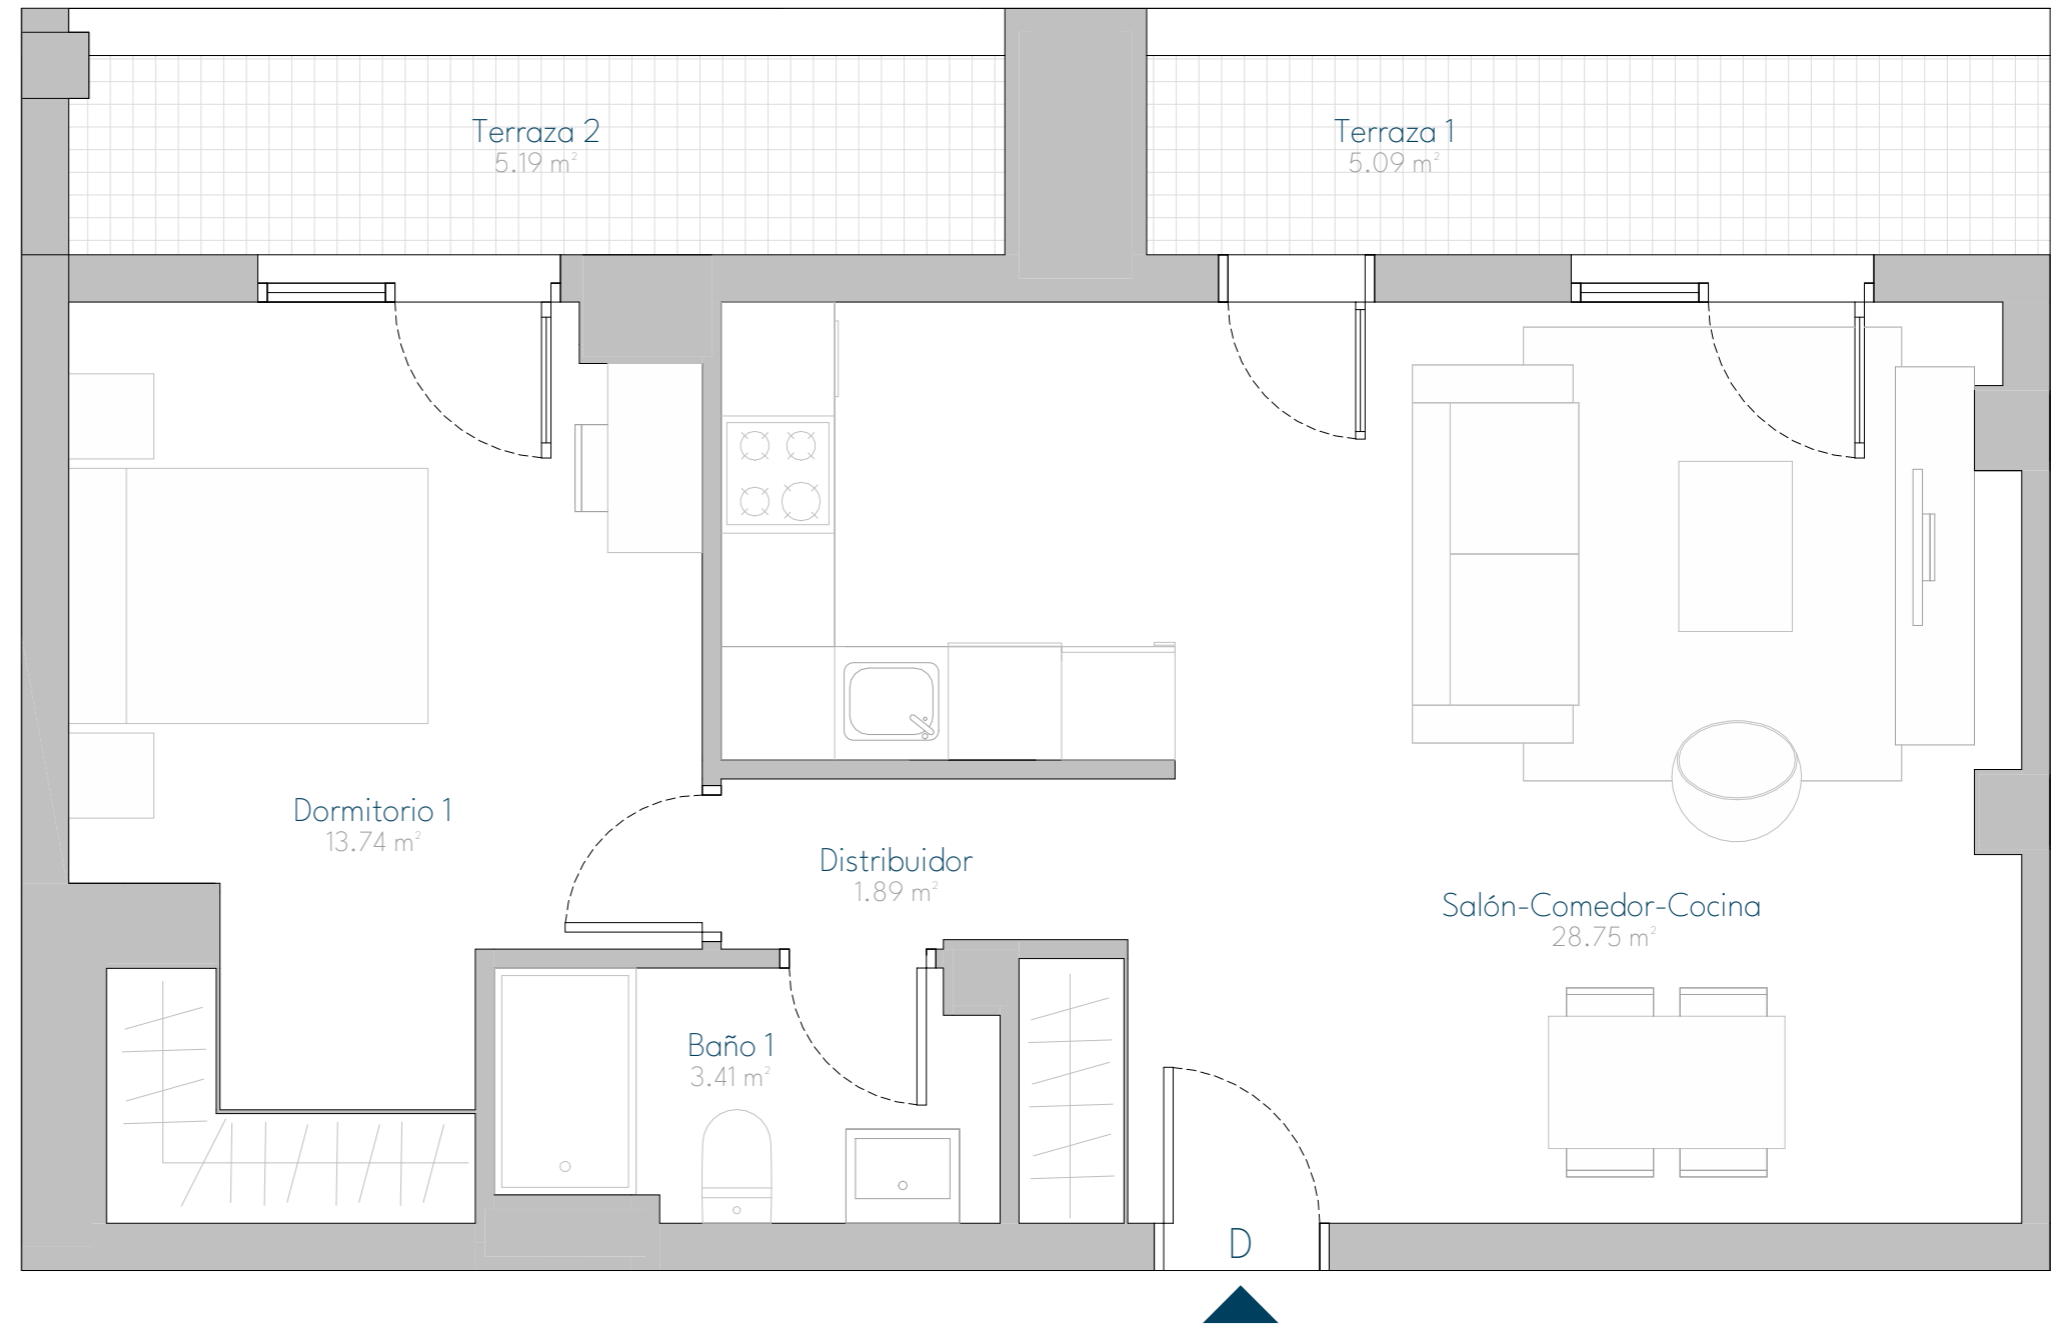 Terraza 2
5.19 m²
Terraza 1
5.09 m²
Dormitorio 1
13.74 m²
Distribuidor
1.89 m²
Salón-Comedor-Cocina
28.75 m²
Baño 1
3.41 m²
D